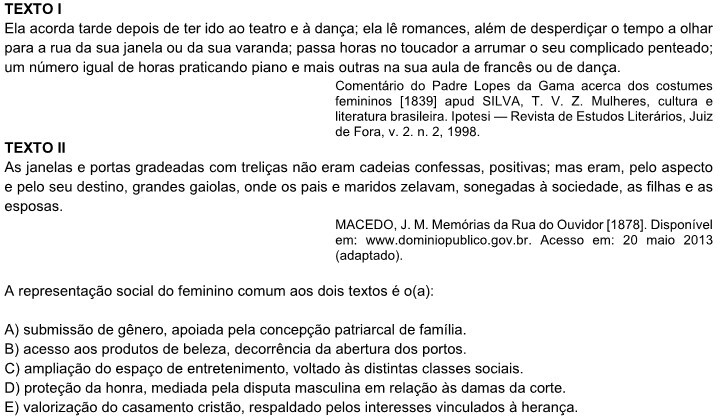 TEXTO I
Ela acorda tarde depois de ter ido ao teatro e à dança; ela lê romances, além de desperdiçar o tempo a olhar
para a rua da sua janela ou da sua varanda; passa horas no toucador a arrumar o seu complicado penteado;
um número igual de horas praticando piano e mais outras na sua aula de francês ou de dança.
Comentário do Padre Lopes da Gama acerca dos costumes
femininos [1839] apud SILVA, T. V. Z. Mulheres, cultura e
literatura brasileira. Ipotesi — Revista de Estudos Literários, Juiz
de Fora, v. 2. n. 2, 1998.
TEXTO II
As janelas e portas gradeadas com treliças não eram cadeias confessas, positivas; mas eram, pelo aspecto
e pelo seu destino, grandes gaiolas, onde os pais e maridos zelavam, sonegadas à sociedade, as filhas e as
esposas.
MACEDO, J. M. Memórias da Rua do Ouvidor [1878]. Disponível
em: www.dominiopublico.gov.br. Acesso em: 20 maio 2013
(adaptado).
A representação social do feminino comum aos dois textos é o(a):
A) submissão de gênero, apoiada pela concepção patriarcal de família.
B) acesso aos produtos de beleza, decorrência da abertura dos portos.
C) ampliação do espaço de entretenimento, voltado às distintas classes sociais.
D) proteção da honra, mediada pela disputa masculina em relação às damas da corte.
E) valorização do casamento cristão, respaldado pelos interesses vinculados à herança.